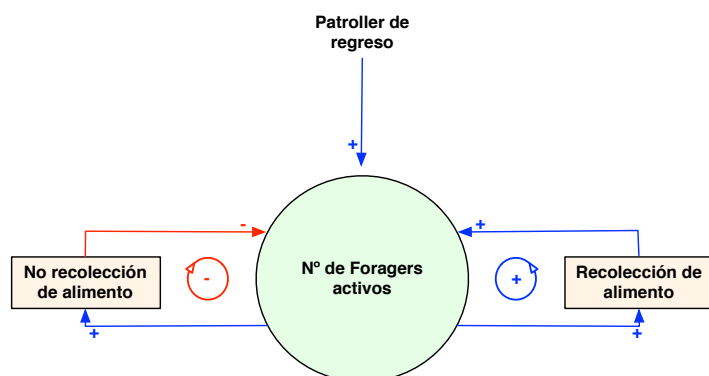 Patroller de
regreso
+
-
+
No recolección
de alimento
-
Nº de Foragers
activos
+
Recolección de
alimento
+
+